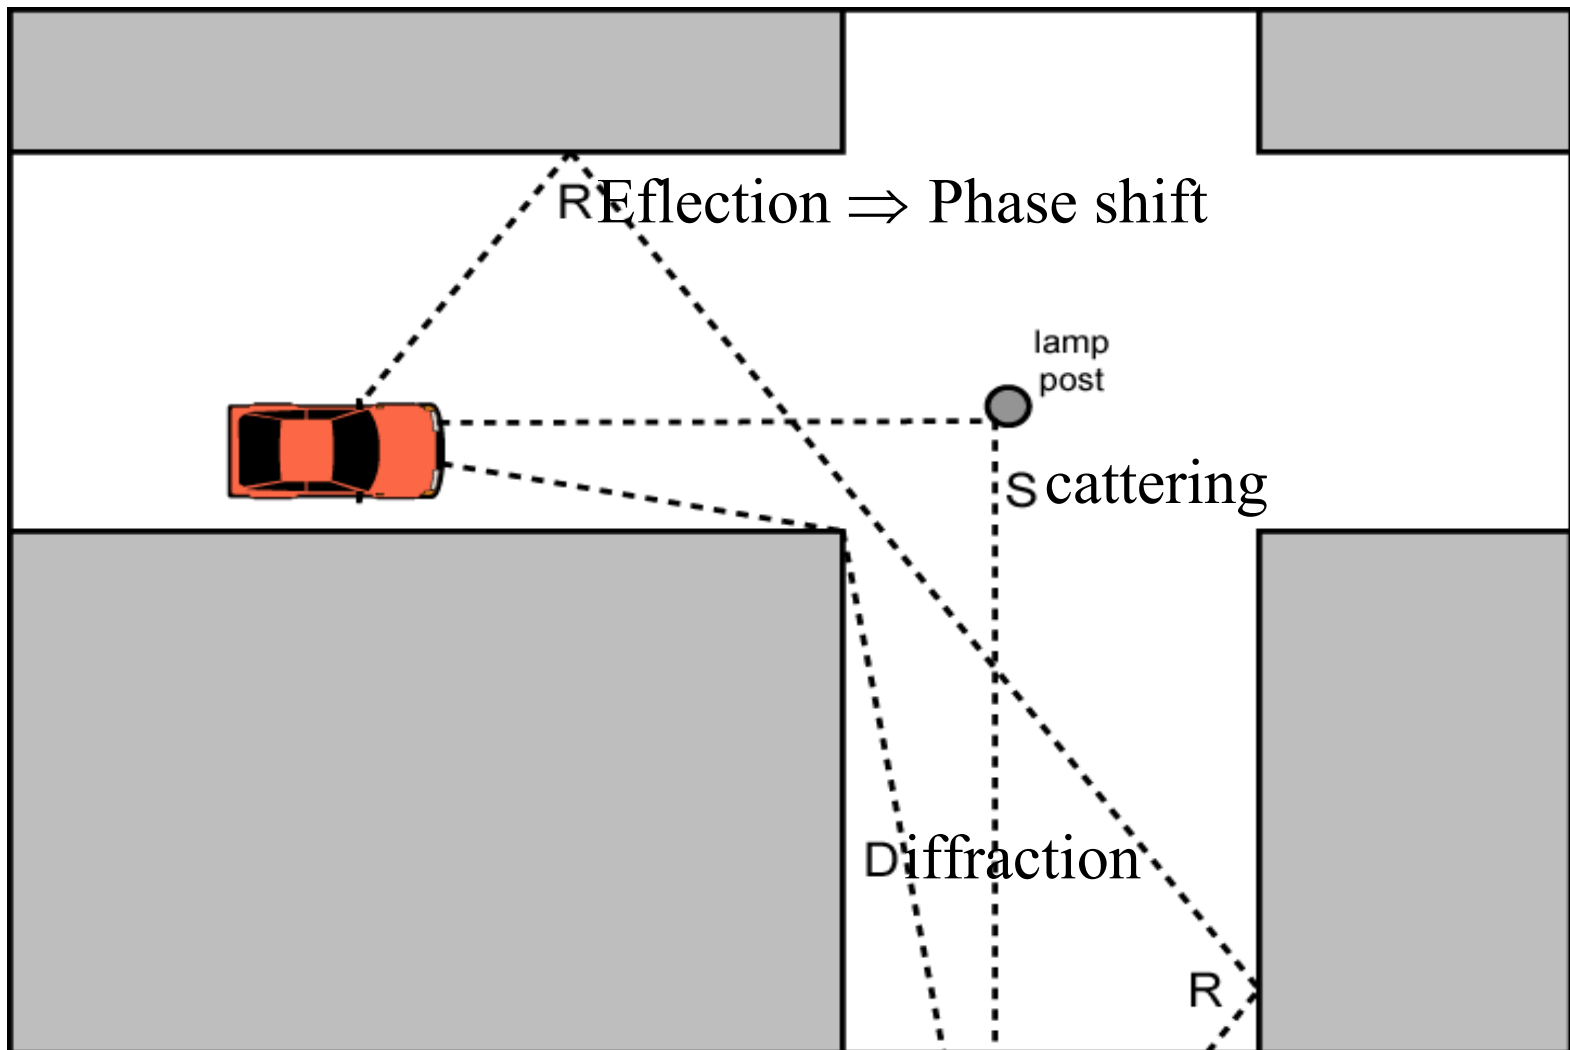 REflection ⇒ Phase shift
lamp
post
Scattering
Diffraction
R